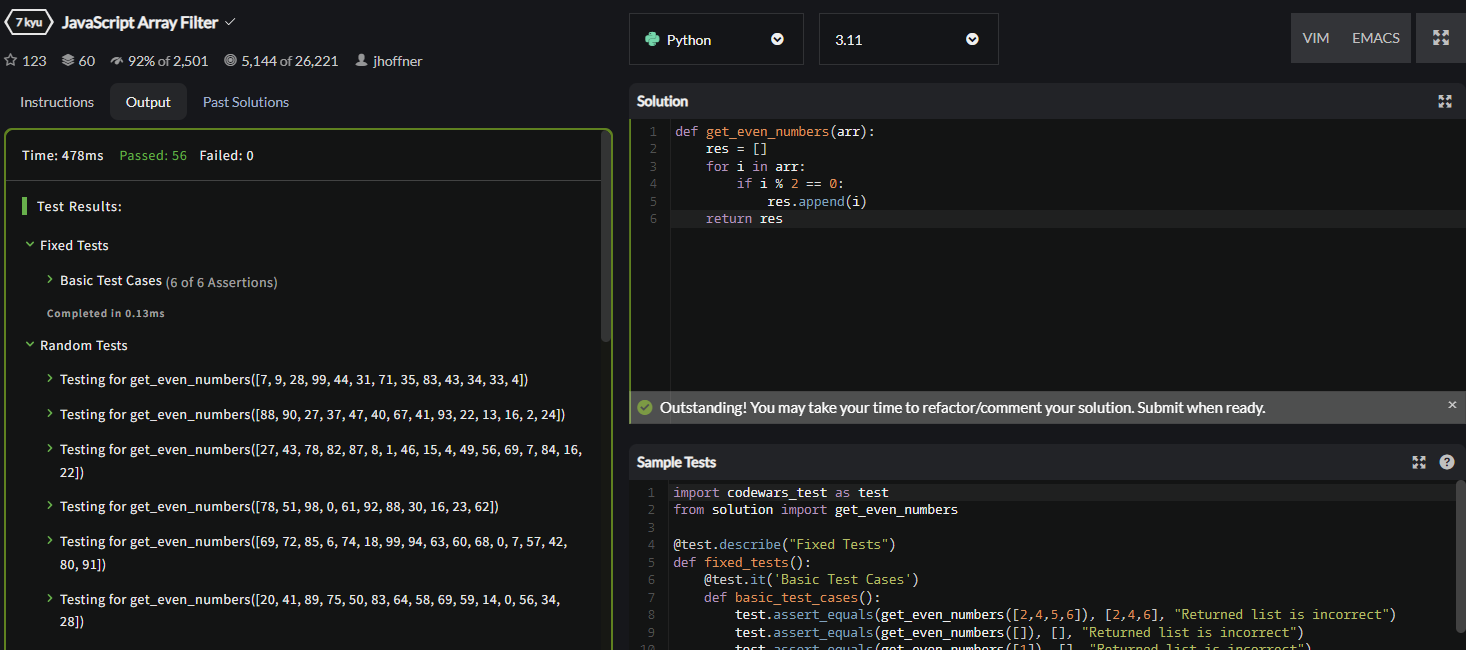 7 kyu JavaScript Array Filter
123 60 92% of 2,501 5,144 of 26,221 jhoffner
Instructions Output Past Solutions
Time: 478ms Passed: 56 Failed: 0
Test Results:
Fixed Tests
Basic Test Cases (6 of 6 Assertions)
Completed in 0.13ms
Random Tests
Testing for get_even_numbers([7, 9, 28, 99, 44, 31, 71, 35, 83, 43, 34, 33, 4])
Testing for get_even_numbers([88, 90, 27, 37, 47, 40, 67, 41, 93, 22, 13, 16, 2, 24])
Testing for get_even_numbers([27, 43, 78, 82, 87, 8, 1, 46, 15, 4, 49, 56, 69, 7, 84, 16,
22])
Testing for get_even_numbers([78, 51, 98, 0, 61, 92, 88, 30, 16, 23, 62])
Testing for get_even_numbers([69, 72, 85, 6, 74, 18, 99, 94, 63, 60, 68, 0, 7, 57, 42,
80, 91])
Testing for get_even_numbers([20, 41, 89, 75, 50, 83, 64, 58, 69, 59, 14, 0, 56, 34,
28])
Python 3.11 VIM EMACS
Solution
1 def get_even_numbers(arr):
2     res = []
3     for i in arr:
4         if i % 2 == 0:
5             res.append(i)
6     return res
Outstanding! You may take your time to refactor/comment your solution. Submit when ready.
Sample Tests
1 import codewars_test as test
2 from solution import get_even_numbers
3
4 @test.describe("Fixed Tests")
5 def fixed_tests():
6     @test.it('Basic Test Cases')
7     def basic_test_cases():
8         test.assert_equals(get_even_numbers([2,4,5,6]), [2,4,6], "Returned list is incorrect")
9         test.assert_equals(get_even_numbers([]), [], "Returned list is incorrect")
10         test.assert_equals(get_even_numbers([1]), [], "Returned list is incorrect")